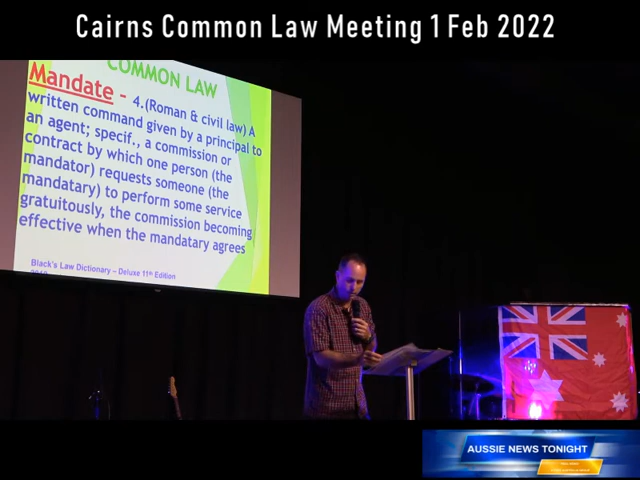 Cairns Common Law Meeting 1 Feb 2022
COMMON LAW
Mandate - 4.(Roman & civil law) A
written command given by a principal to
an agent; specif., a commission or
contract by which one person (the
mandator) requests someone (the
mandatary) to perform some service
gratuitously, the commission becoming
effective when the mandatary agrees
Black's Law Dictionary – Deluxe 11th Edition
AUSSIE NEWS TONIGHT